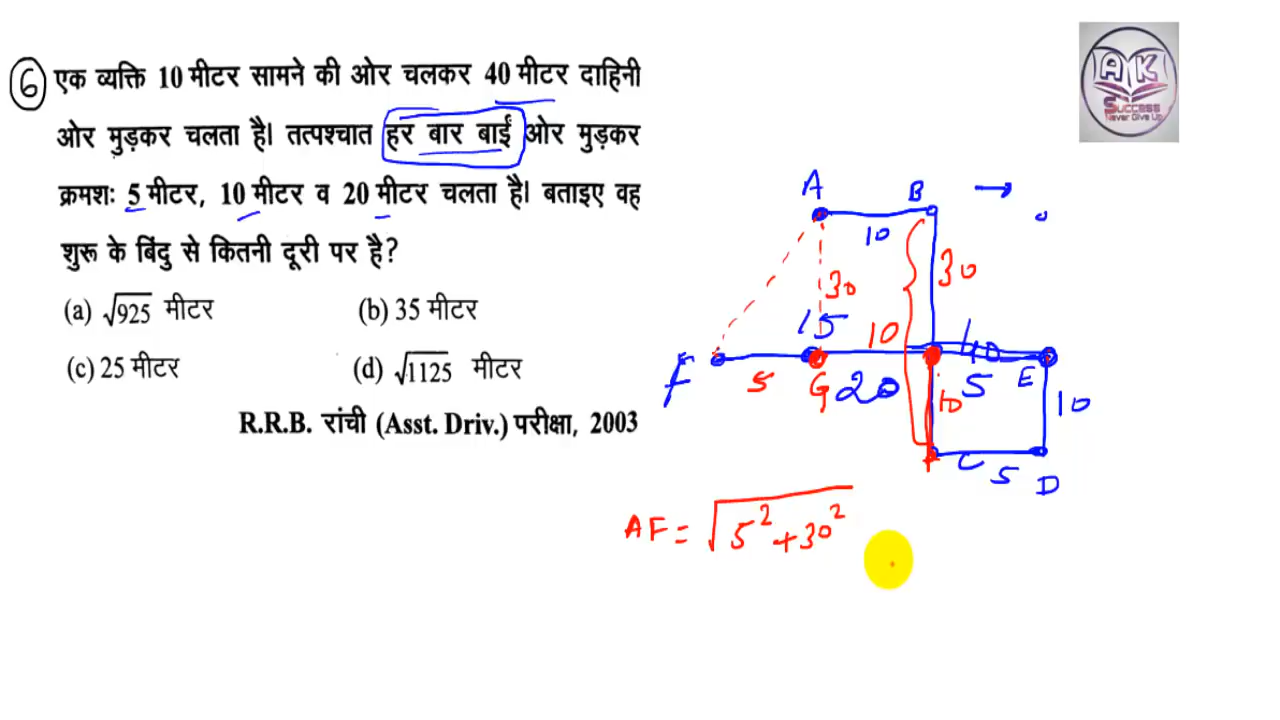 6 एक व्यक्ति 10 मीटर सामने की ओर चलकर 40 मीटर दाहिनी
ओर मुड़कर चलता है। तत्पश्चात हर बार बाईं ओर मुड़कर
क्रमशः 5 मीटर, 10 मीटर व 20 मीटर चलता है। बताइए वह
शुरू के बिंदु से कितनी दूरी पर है?
(a) √925 मीटर (b) 35 मीटर
(c) 25 मीटर (d) √1125 मीटर
R.R.B. रांची (Asst. Driv.) परीक्षा, 2003
AK
Success
Never Give Up
A B
10
30 30
15 10 40
F 5 G 20 10 5 E 10
C 5 D
AF = √5²+30²